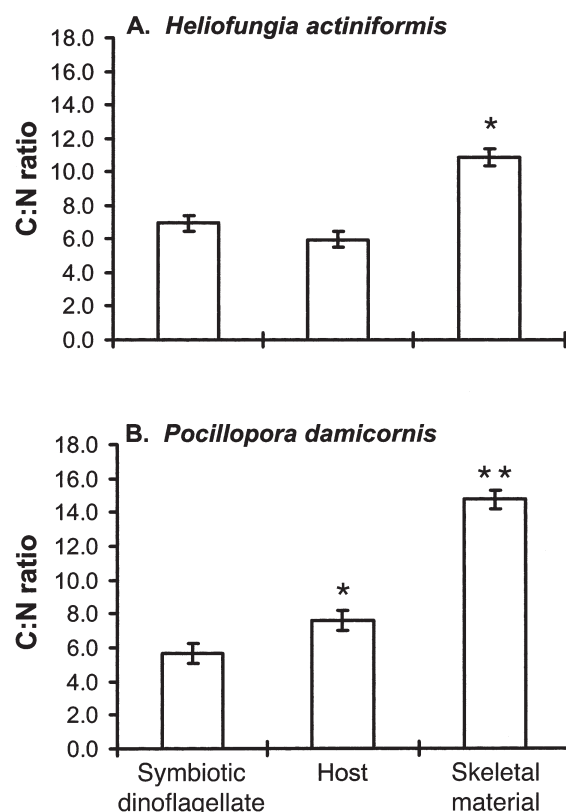 A. Heliofungia actiniformis
18.0
16.0
14.0
12.0
10.0
8.0
6.0
4.0
2.0
0.0
C:N ratio
*
B. Pocillopora damicornis
18.0
16.0
14.0
12.0
10.0
8.0
6.0
4.0
2.0
0.0
C:N ratio
*
* *
Symbiotic
dinoflagellate
Host
Skeletal
material